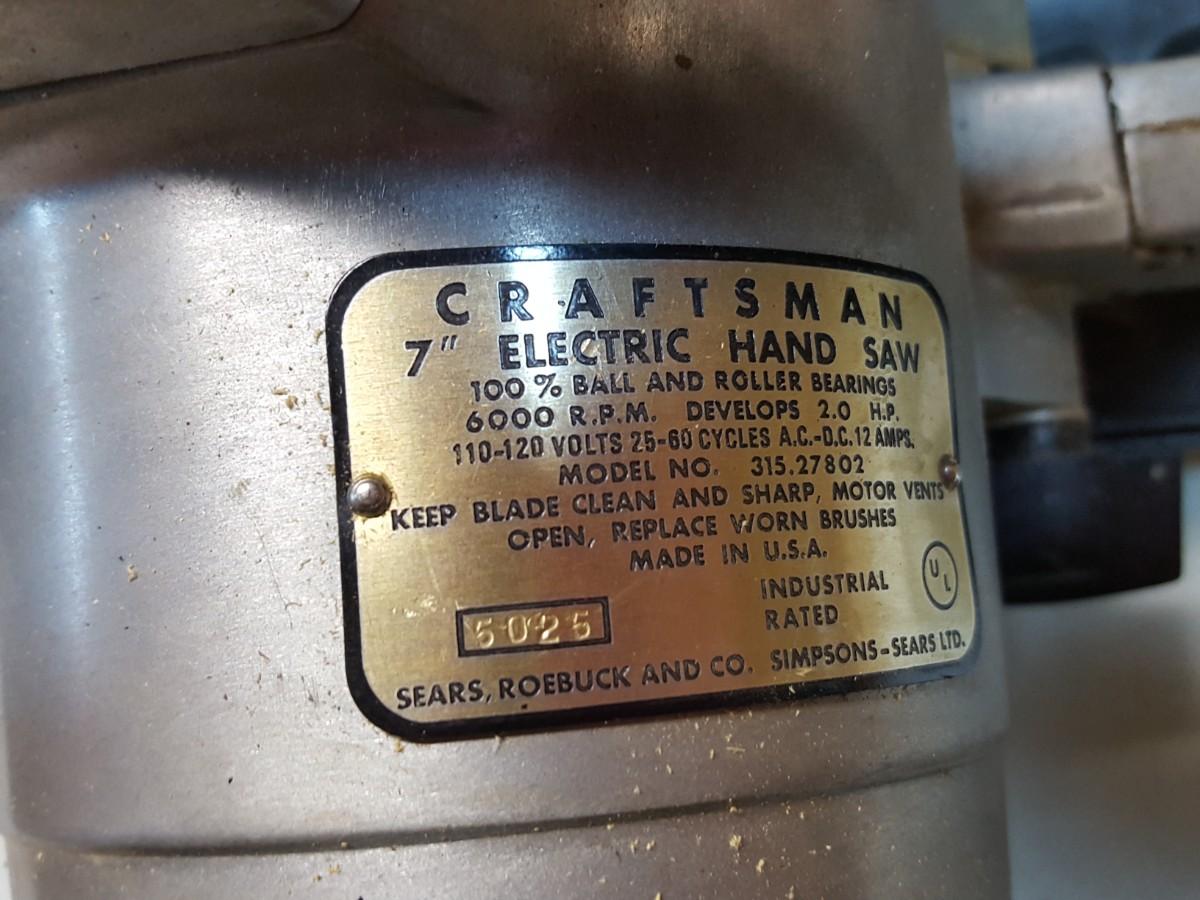 CRAFTSMAN
7" ELECTRIC HAND SAW
100 % BALL AND ROLLER BEARINGS
6000 R.P.M. DEVELOPS 2.0 H.P.
110-120 VOLTS 25-60 CYCLES A.C.-D.C. 12 AMPS.
MODEL NO. 315.27802
KEEP BLADE CLEAN AND SHARP, MOTOR VENTS
OPEN, REPLACE WORN BRUSHES
MADE IN U.S.A.
INDUSTRIAL
RATED
UL
5025
SEARS, ROEBUCK AND CO. SIMPSONS-SEARS LTD.